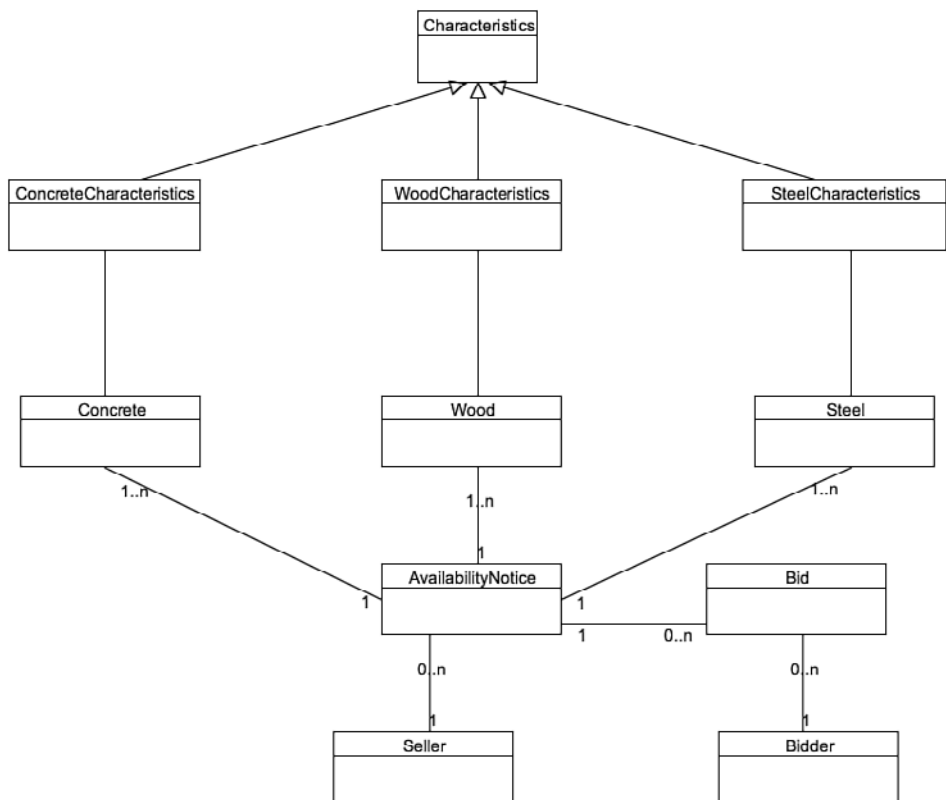 Characteristics
ConcreteCharacteristics
WoodCharacteristics
SteelCharacteristics
Concrete
Wood
Steel
1..n
1..n
1..n
1
AvailabilityNotice
Bid
1
1
1
0..n
0..n
0..n
1
1
Seller
Bidder